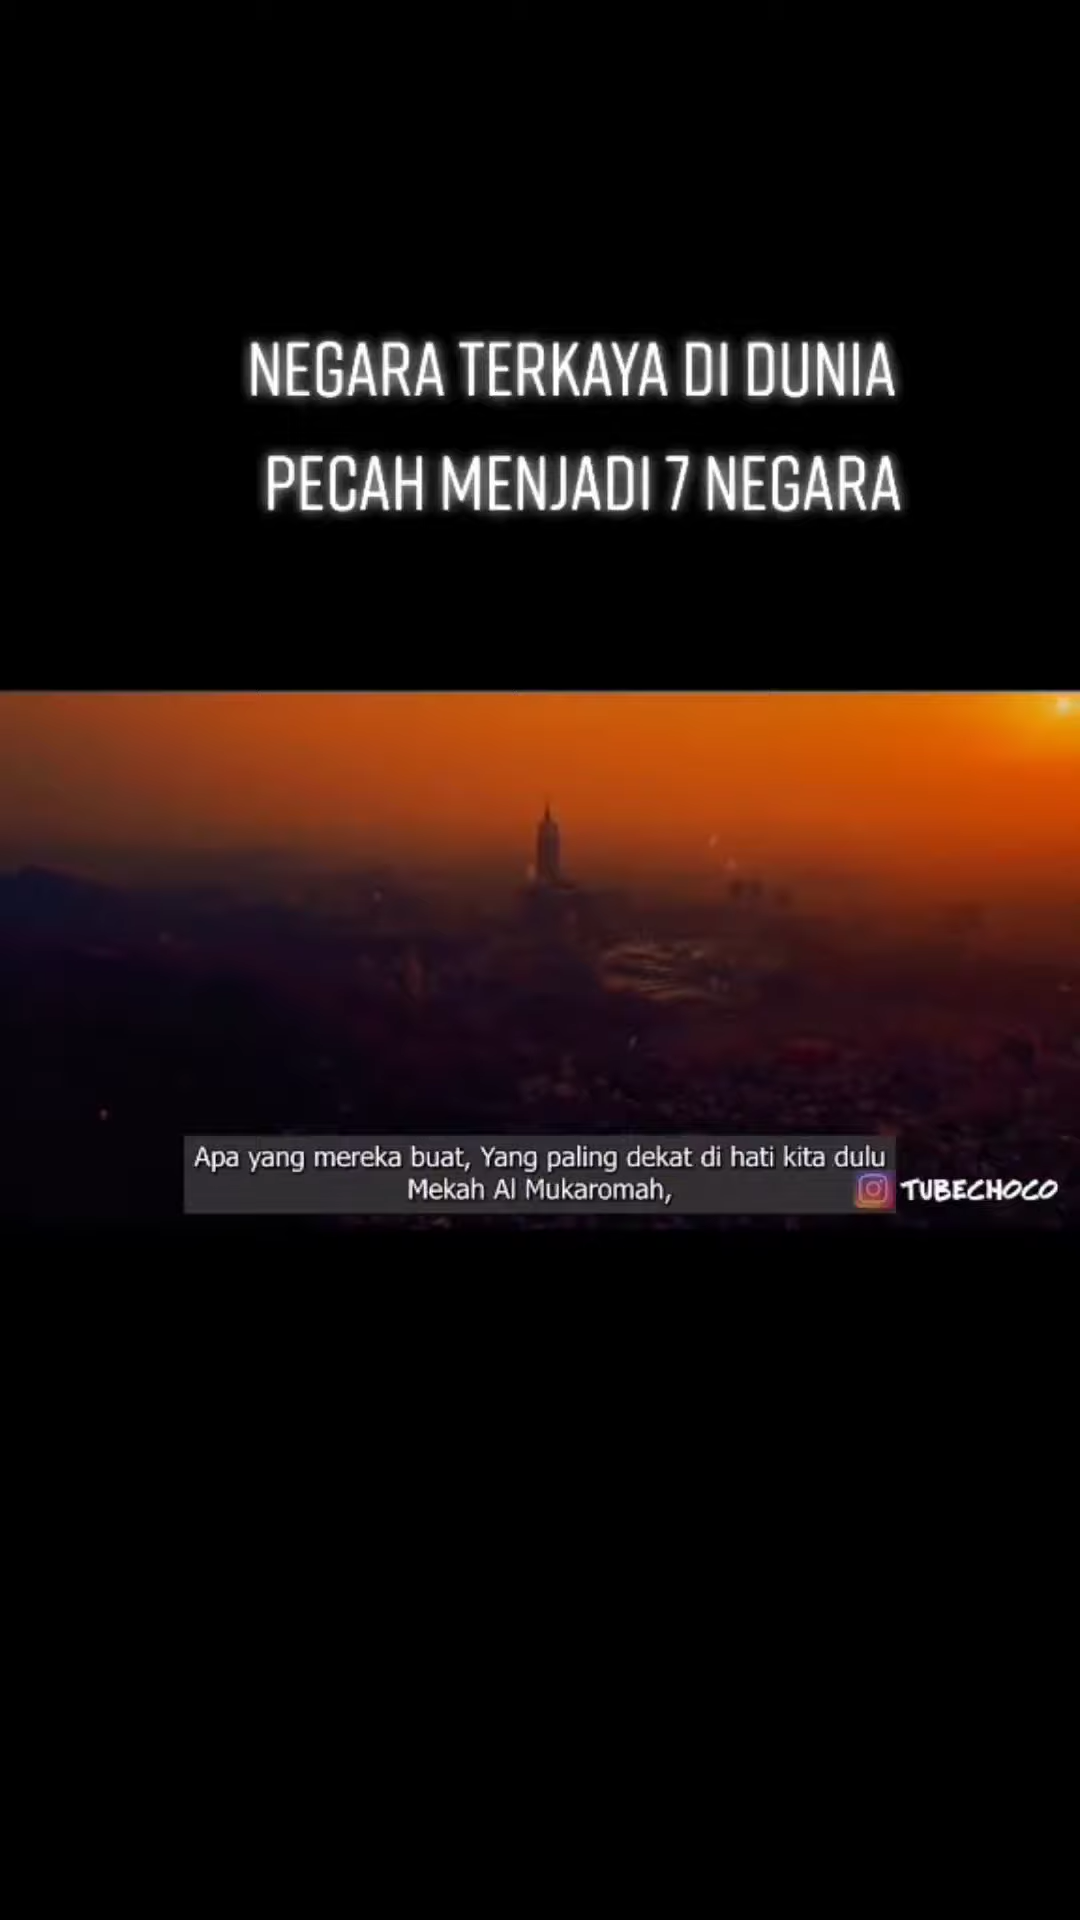 NEGARA TERKAYA DI DUNIA
PECAH MENJADI 7 NEGARA
Apa yang mereka buat, Yang paling dekat di hati kita dulu
Mekah Al Mukaromah,
TUBECHOCO